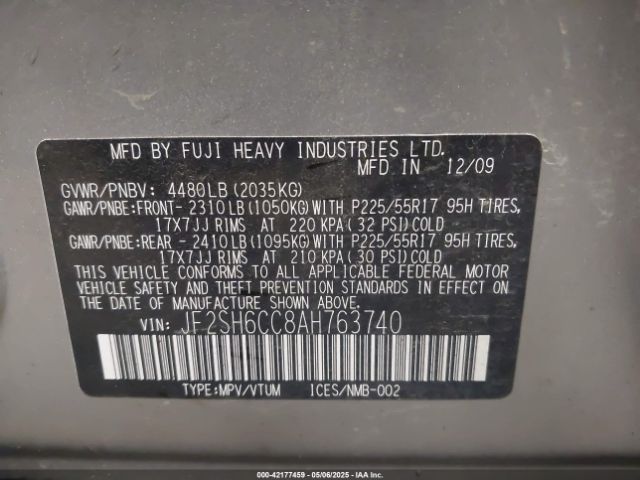 MFD BY FUJI HEAVY INDUSTRIES LTD.
MFD IN 12/09
GVWR/PNBV: 4480LB(2035KG)
GAWR/PNBE:FRONT- 2310LB(1050KG)WITH P225/55R17 95H TIRES,
17X7JJ RIMS AT 220 KPA(32 PSI)COLD
GAWR/PNBE:REAR - 2410LB(1095KG)WITH P225/55R17 95H TIRES,
17X7JJ RIMS AT 210 KPA(30 PSI)COLD
THIS VEHICLE CONFORMS TO ALL APPLICABLE FEDERAL MOTOR
VEHICLE SAFETY AND THEFT PREVENTION STANDARDS IN EFFECT
ON THE DATE OF MANUFACTURE SHOWN ABOVE.
VIN: JF2SH6CC8AH763740
TYPE:MPV/VTUM ICES/NMB-002
000-42177459 - 05/06/2025 - IAA Inc.